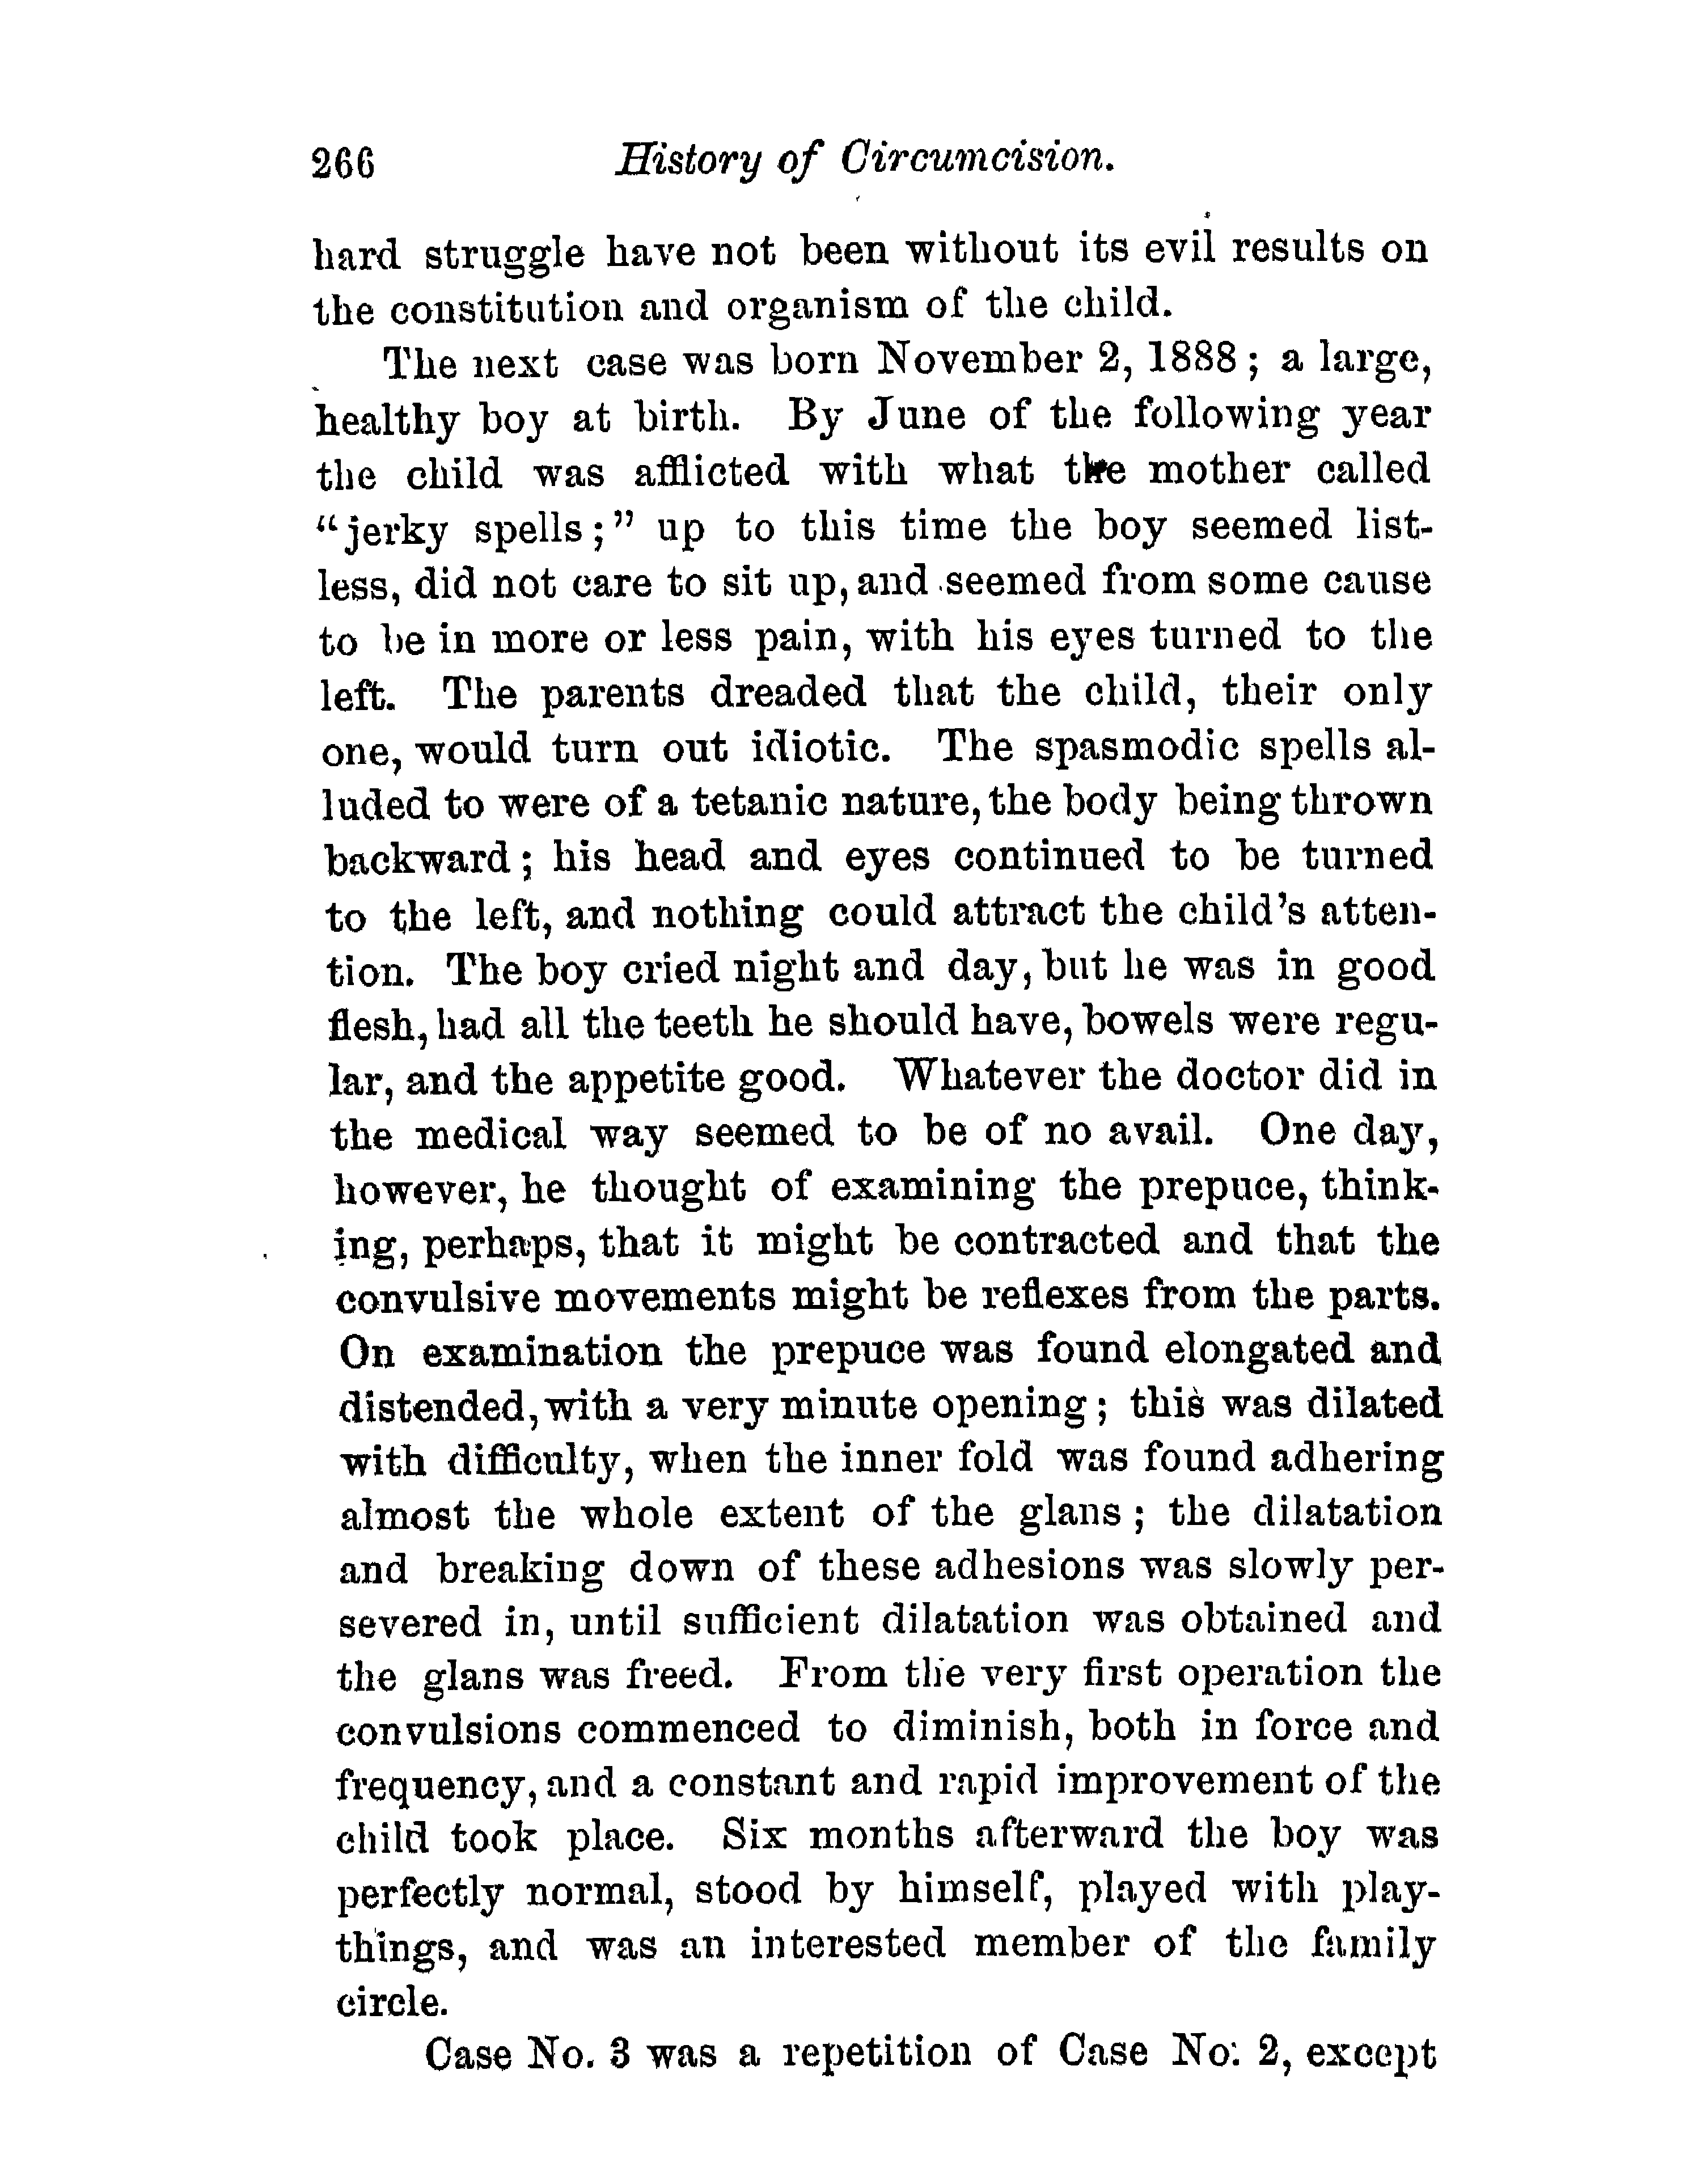 266 History of Circumcision.
hard struggle have not been without its evil results on
the constitution and organism of the child.
The next case was born November 2, 1888; a large,
healthy boy at birth. By June of the following year
the child was afflicted with what the mother called
"jerky spells;" up to this time the boy seemed list-
less, did not care to sit up, and seemed from some cause
to be in more or less pain, with his eyes turned to the
left. The parents dreaded that the child, their only
one, would turn out idiotic. The spasmodic spells al-
luded to were of a tetanic nature, the body being thrown
backward; his head and eyes continued to be turned
to the left, and nothing could attract the child's atten-
tion. The boy cried night and day, but he was in good
flesh, had all the teeth he should have, bowels were regu-
lar, and the appetite good. Whatever the doctor did in
the medical way seemed to be of no avail. One day,
however, he thought of examining the prepuce, think-
ing, perhaps, that it might be contracted and that the
convulsive movements might be reflexes from the parts.
On examination the prepuce was found elongated and
distended, with a very minute opening; this was dilated
with difficulty, when the inner fold was found adhering
almost the whole extent of the glans; the dilatation
and breaking down of these adhesions was slowly per-
severed in, until sufficient dilatation was obtained and
the glans was freed. From the very first operation the
convulsions commenced to diminish, both in force and
frequency, and a constant and rapid improvement of the
child took place. Six months afterward the boy was
perfectly normal, stood by himself, played with play-
things, and was an interested member of the family
circle.
Case No. 3 was a repetition of Case No. 2, except